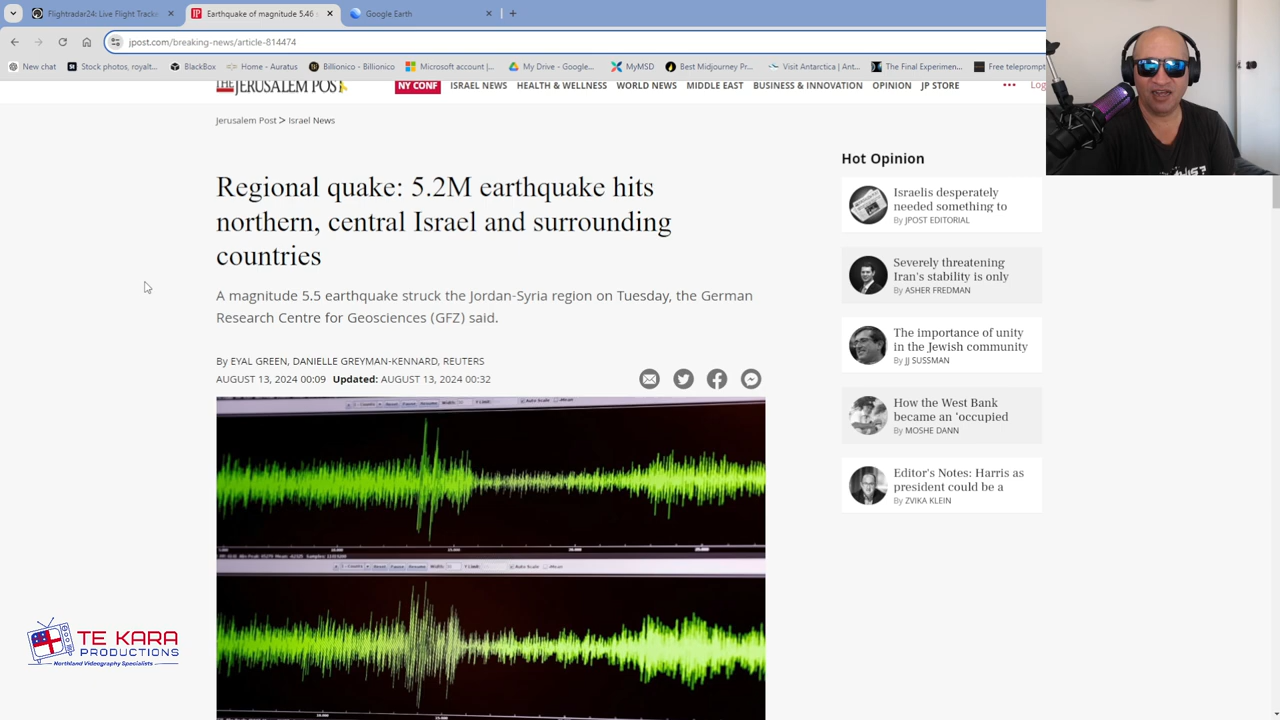 Flightradar24: Live Flight Track
Earthquake of magnitude 5.46
Google Earth
jpost.com/breaking-news/article-814474
New chat
Stock photos, royalt...
BlackBox
Home - Auratus
Billionico - Billionico
Microsoft account |...
My Drive - Google...
MyMSD
Best Midjourney Pr...
Visit Antarctica | Ant...
The Final Experimen...
Free teleprompt
THE JERUSALEM POST
NY CONF
ISRAEL NEWS
HEALTH & WELLNESS
WORLD NEWS
MIDDLE EAST
BUSINESS & INNOVATION
OPINION
JP STORE
Log
Jerusalem Post > Israel News
Regional quake: 5.2M earthquake hits
northern, central Israel and surrounding
countries
A magnitude 5.5 earthquake struck the Jordan-Syria region on Tuesday, the German
Research Centre for Geosciences (GFZ) said.
By EYAL GREEN, DANIELLE GREYMAN-KENNARD, REUTERS
AUGUST 13, 2024 00:09 Updated: AUGUST 13, 2024 00:32
Hot Opinion
Israelis desperately
needed something to
By JPOST EDITORIAL
Severely threatening
Iran's stability is only
By ASHER FREDMAN
The importance of unity
in the Jewish community
By JJ SUSSMAN
How the West Bank
became an 'occupied
By MOSHE DANN
Editor's Notes: Harris as
president could be a
By ZVIKA KLEIN
TE KARA
PRODUCTIONS
Northland Videography Specialists